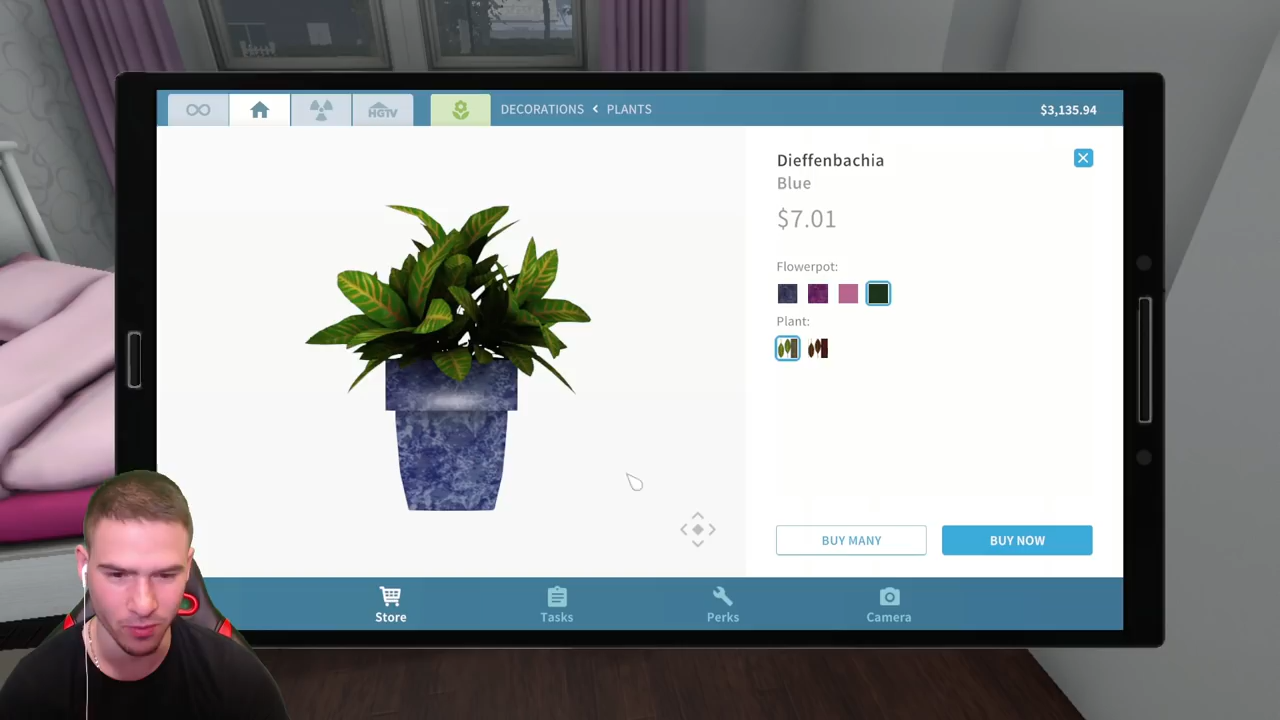 HGTV
DECORATIONS < PLANTS
$3,135.94
Dieffenbachia
Blue
$7.01
Flowerpot:
Plant:
BUY MANY
BUY NOW
Store
Tasks
Perks
Camera